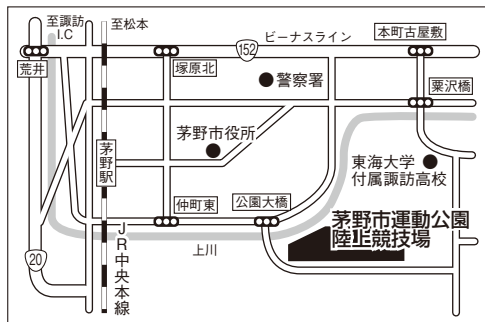 至諏訪
I.C
至松本
荒井
152
ビーナスライン
本町古屋敷
塚原北
警察署
粟沢橋
茅野市役所
茅野駅
東海大学
付属諏訪高校
仲町東
公園大橋
茅野市運動公園
陸上競技場
上川
20
JR中央本線